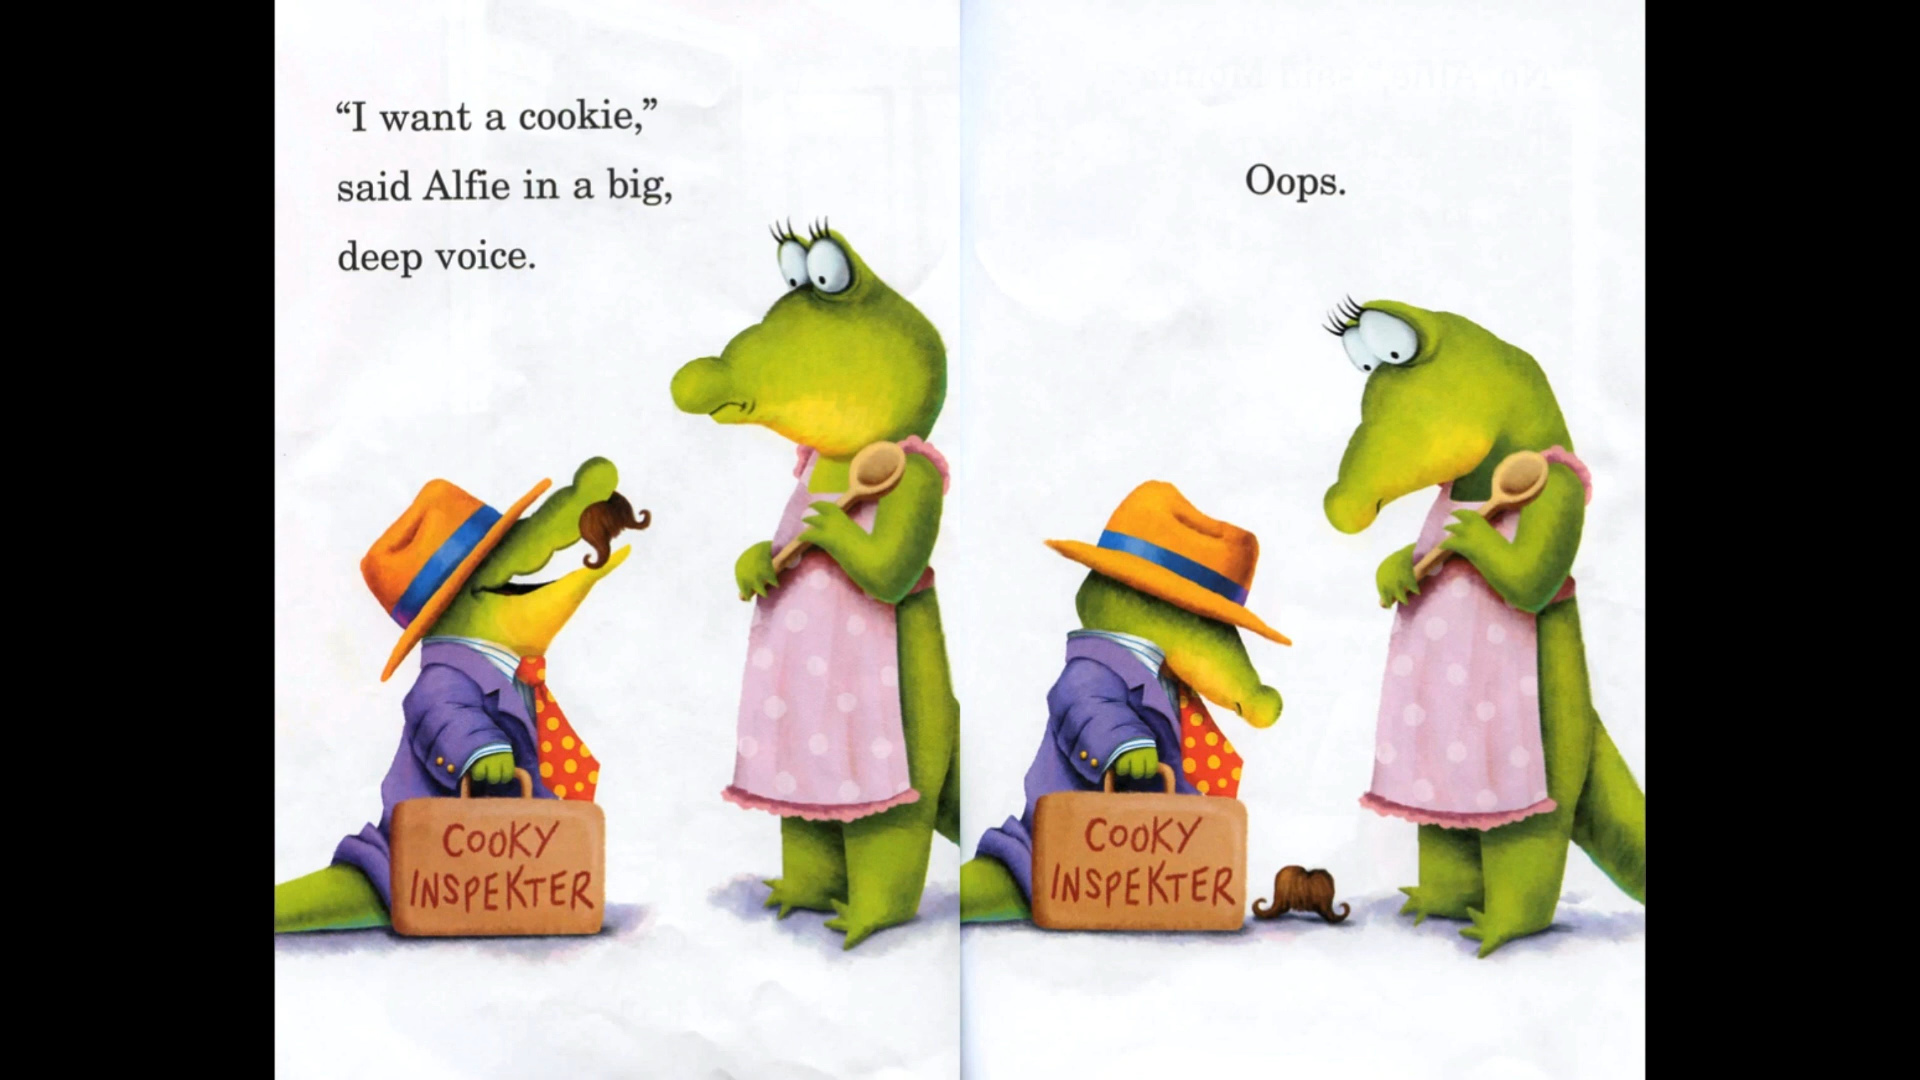 “I want a cookie,”
said Alfie in a big,
deep voice.
COOKY
INSPEKTER
Oops.
COOKY
INSPEKTER